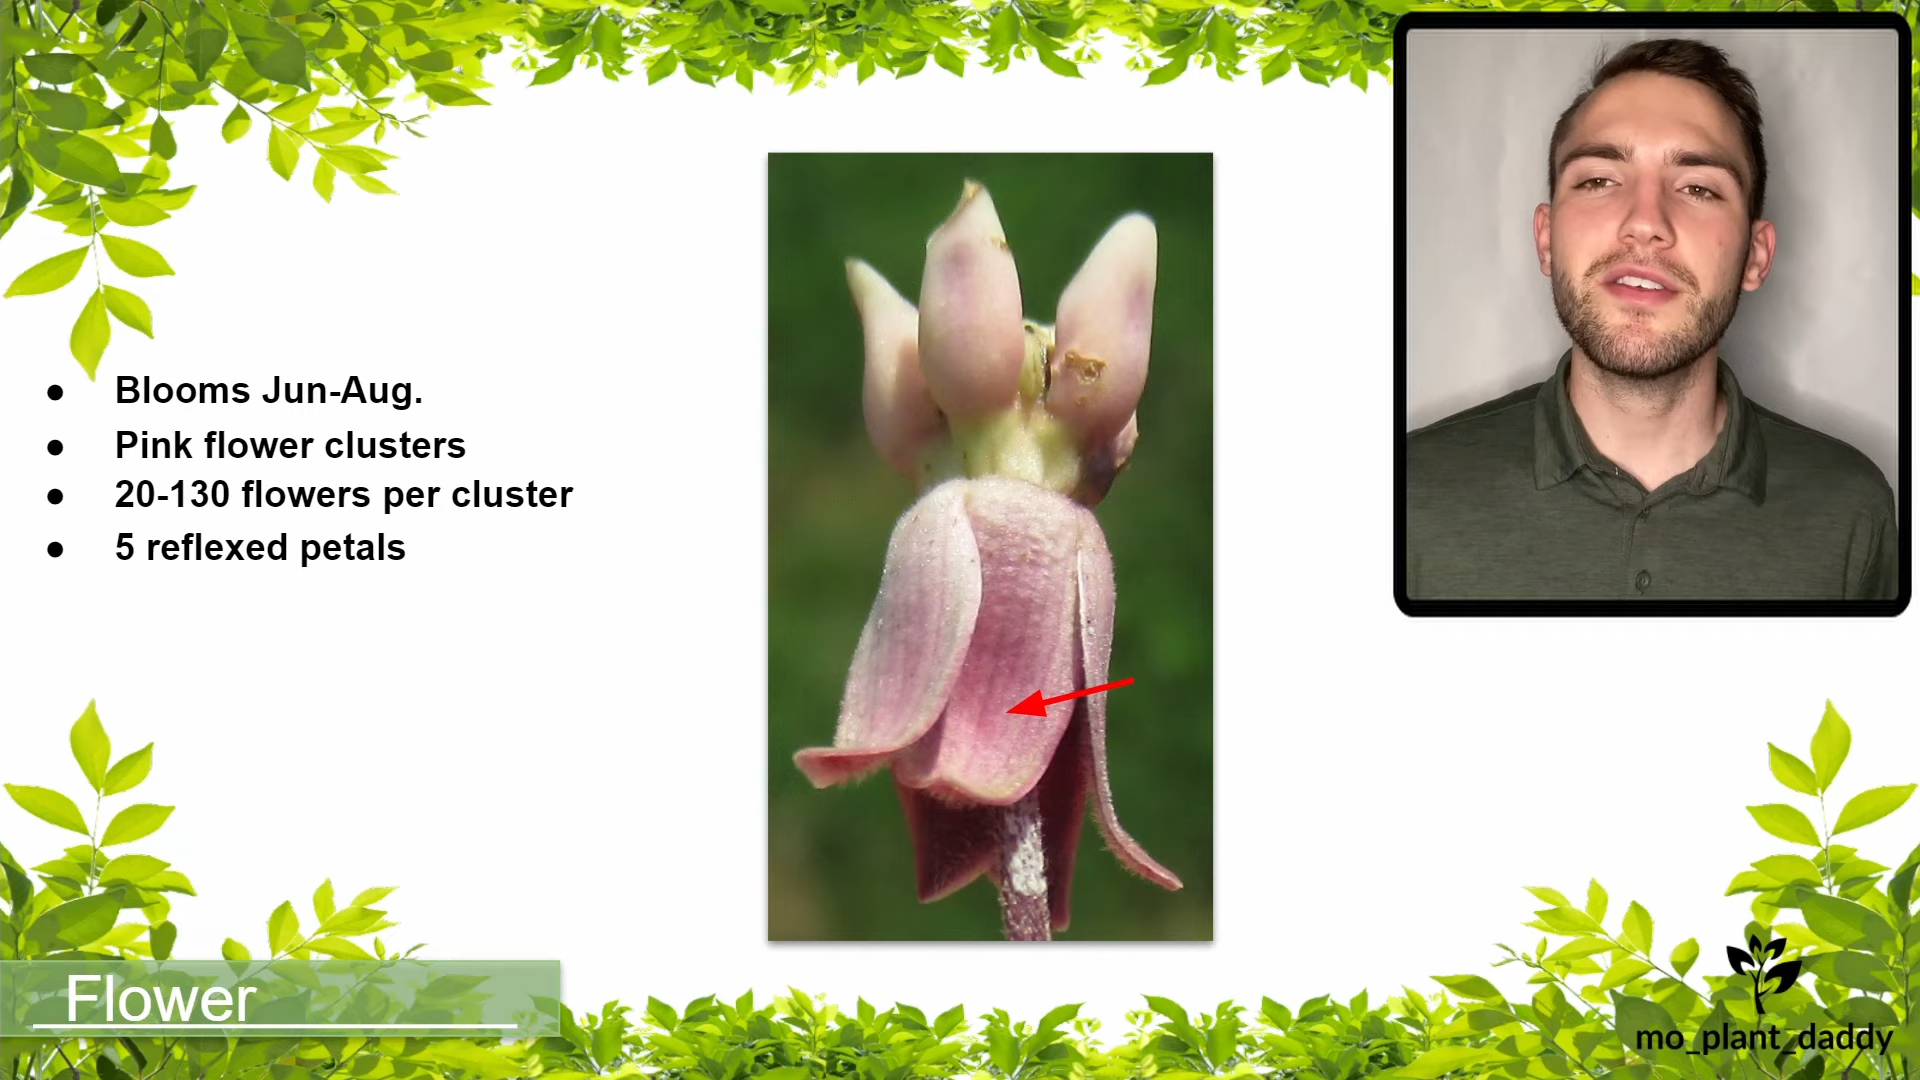 ● Blooms Jun-Aug.
● Pink flower clusters
● 20-130 flowers per cluster
● 5 reflexed petals
Flower
mo_plant_daddy